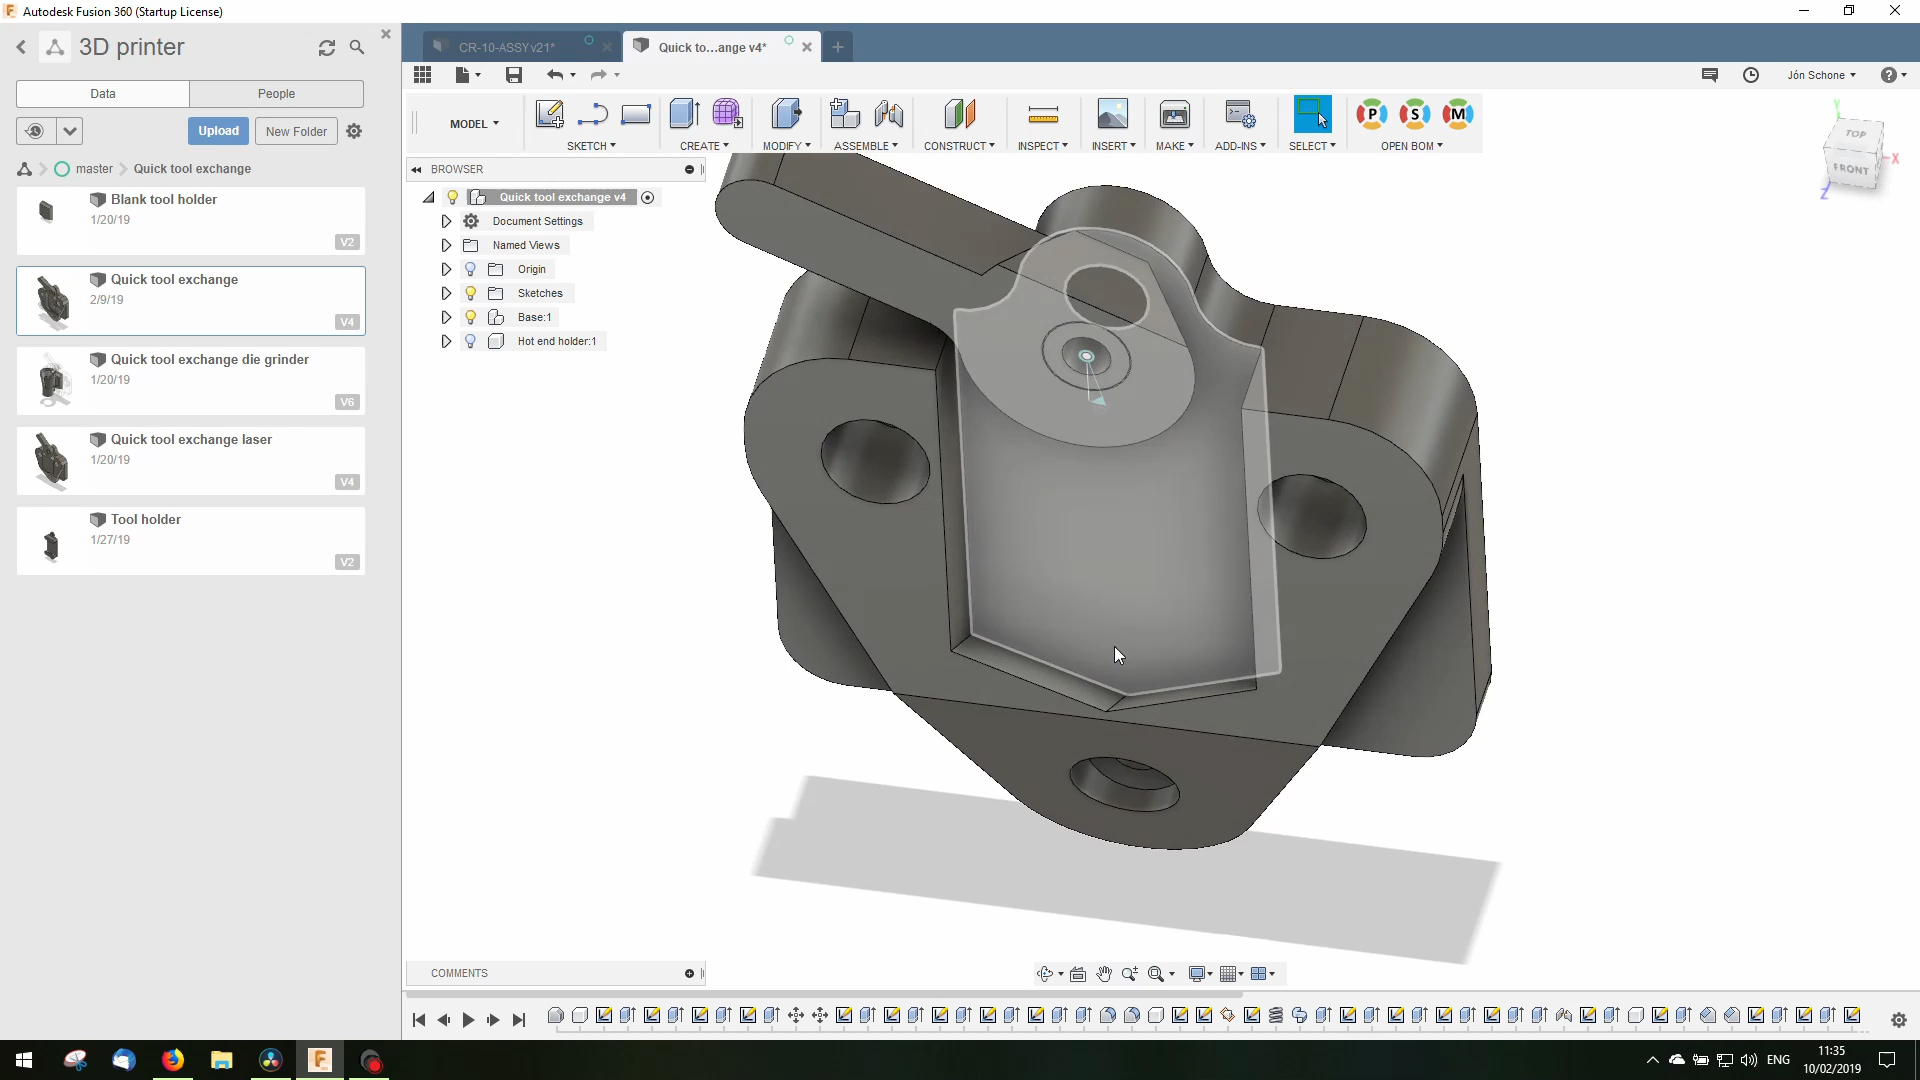 Autodesk Fusion 360 (Startup License)
3D printer
CR-10-ASSYv21*
Quick to...ange v4*
Data
People
Jón Schone
Upload
New Folder
MODEL
SKETCH
CREATE
MODIFY
ASSEMBLE
CONSTRUCT
INSPECT
INSERT
MAKE
ADD-INS
SELECT
P
S
M
OPEN BOM
TOP
FRONT
Y
X
Z
master
Quick tool exchange
BROWSER
Quick tool exchange v4
Document Settings
Named Views
Origin
Sketches
Base:1
Hot end holder:1
Blank tool holder
1/20/19
V2
Quick tool exchange
2/9/19
V4
Quick tool exchange die grinder
1/20/19
V6
Quick tool exchange laser
1/20/19
V4
Tool holder
1/27/19
V2
COMMENTS
ENG
11:35
10/02/2019